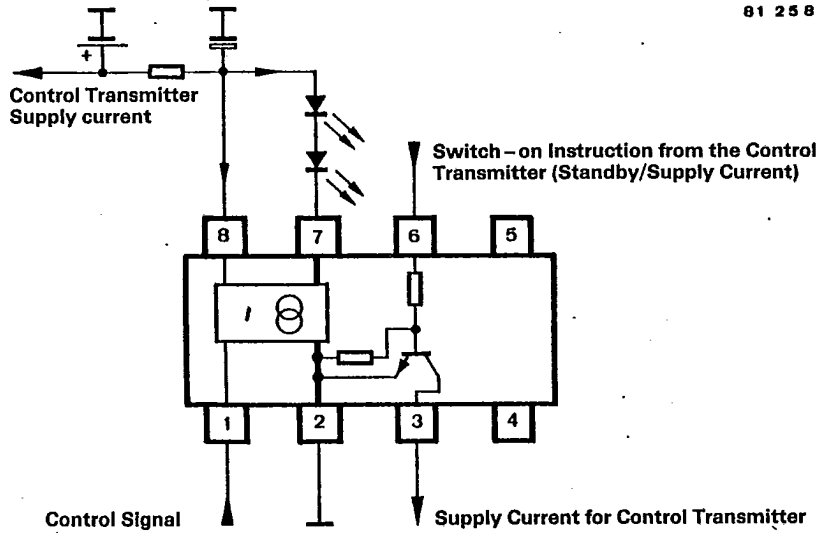 81 258
+
Control Transmitter
Supply current
Switch–on Instruction from the Control
Transmitter (Standby/Supply Current)
8 7 6 5
I
1 2 3 4
Control Signal
Supply Current for Control Transmitter